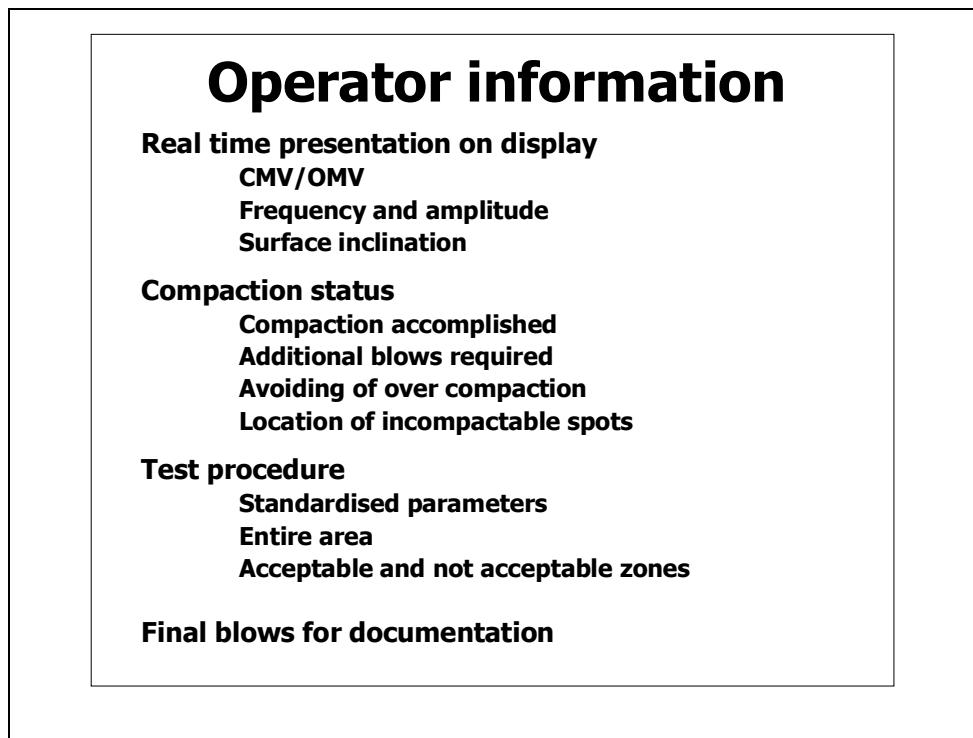 Operator information
Real time presentation on display
CMV/OMV
Frequency and amplitude
Surface inclination
Compaction status
Compaction accomplished
Additional blows required
Avoiding of over compaction
Location of incompactable spots
Test procedure
Standardised parameters
Entire area
Acceptable and not acceptable zones
Final blows for documentation